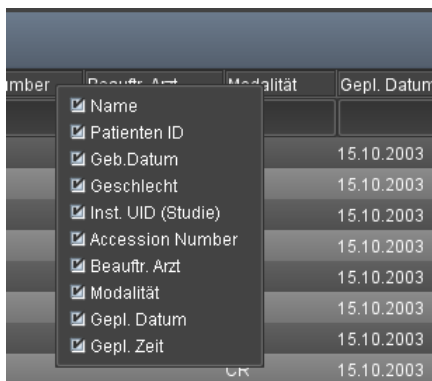 umber Beauftr. Arzt Modalität Gepl. Datum
Name
Patienten ID
Geb.Datum
15.10.2003
Geschlecht
15.10.2003
Inst. UID (Studie)
15.10.2003
Accession Number
15.10.2003
Beauftr. Arzt
15.10.2003
Modalität
15.10.2003
Gepl. Datum
Gepl. Zeit
15.10.2003
CR 15.10.2003